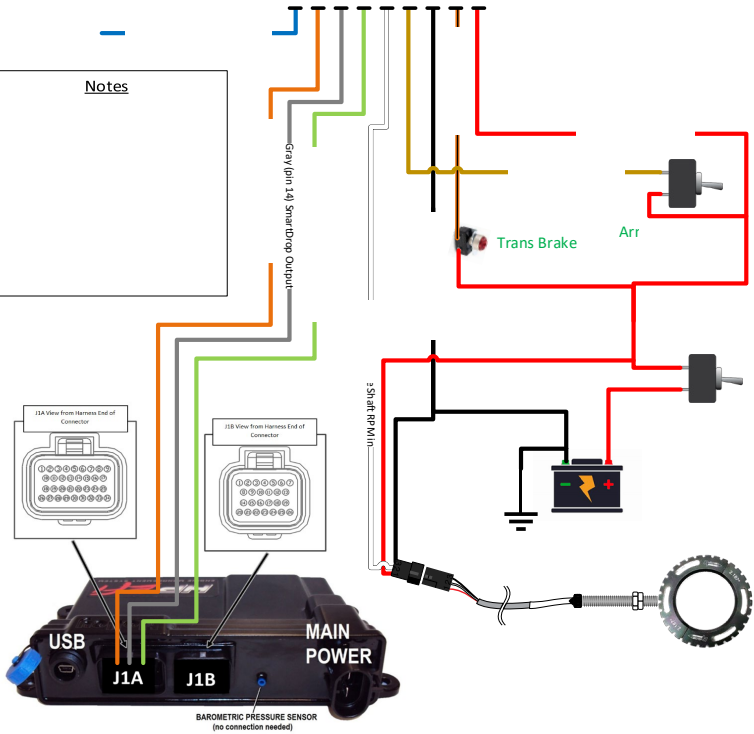 Notes
Gray (pin 14) SmartDrop Output
Trans Brake
Shaft RPM in
J1A View from Harness End of
Connector
J1B View from Harness End of
Connector
USB
J1A
J1B
MAIN
POWER
BAROMETRIC PRESSURE SENSOR
(no connection needed)